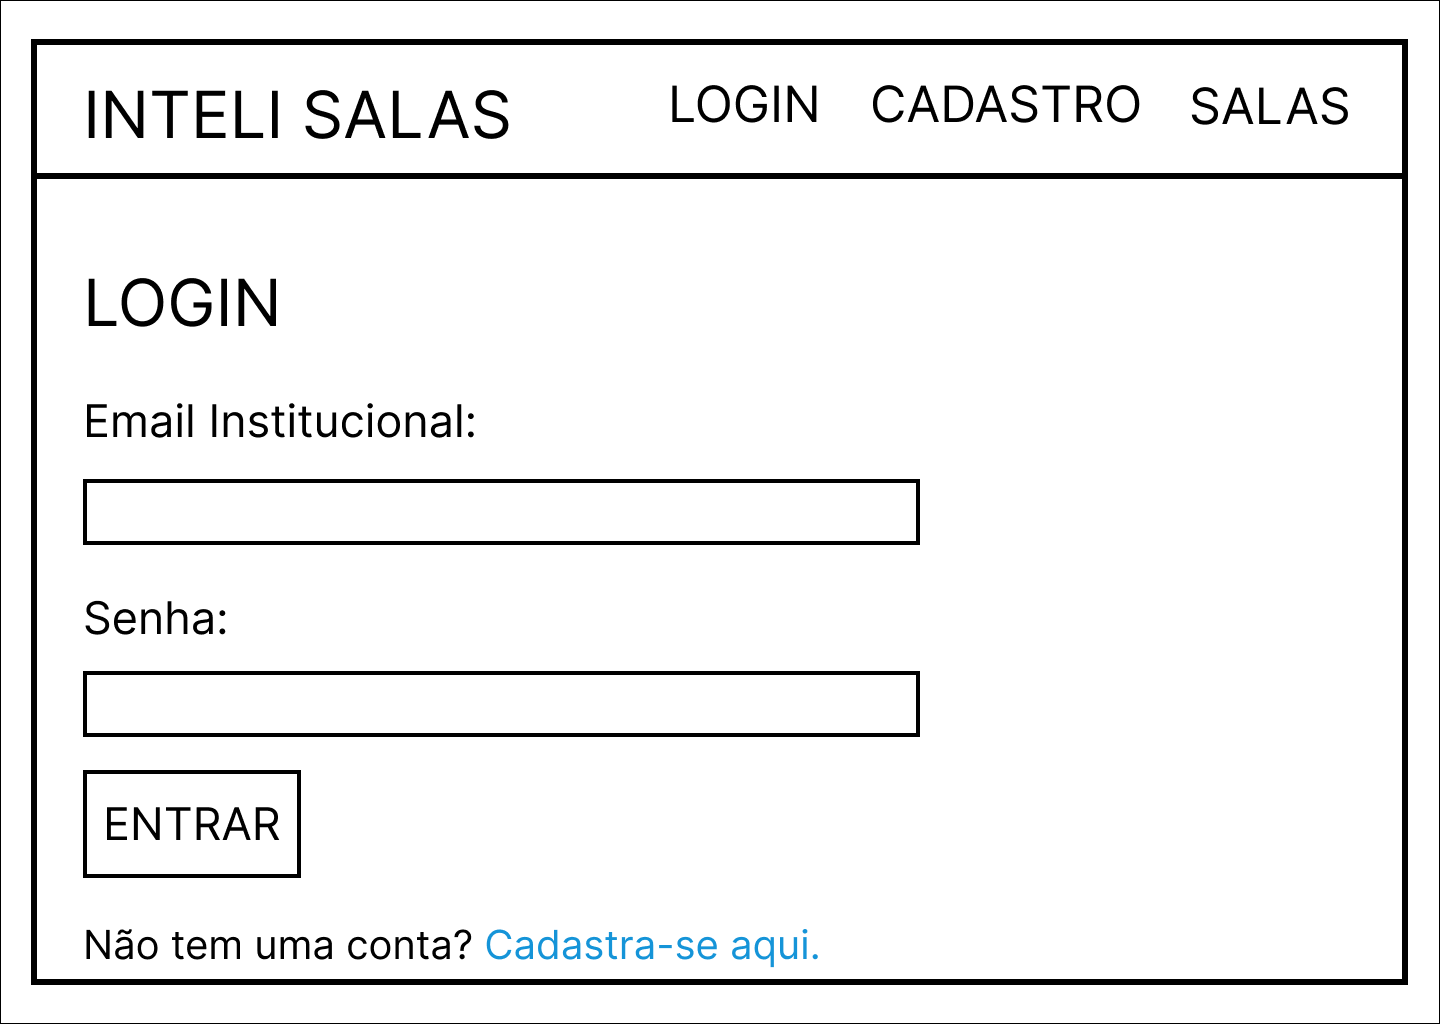 INTELI SALAS LOGIN CADASTRO SALAS
LOGIN
Email Institucional:
Senha:
ENTRAR
Não tem uma conta? Cadastra-se aqui.